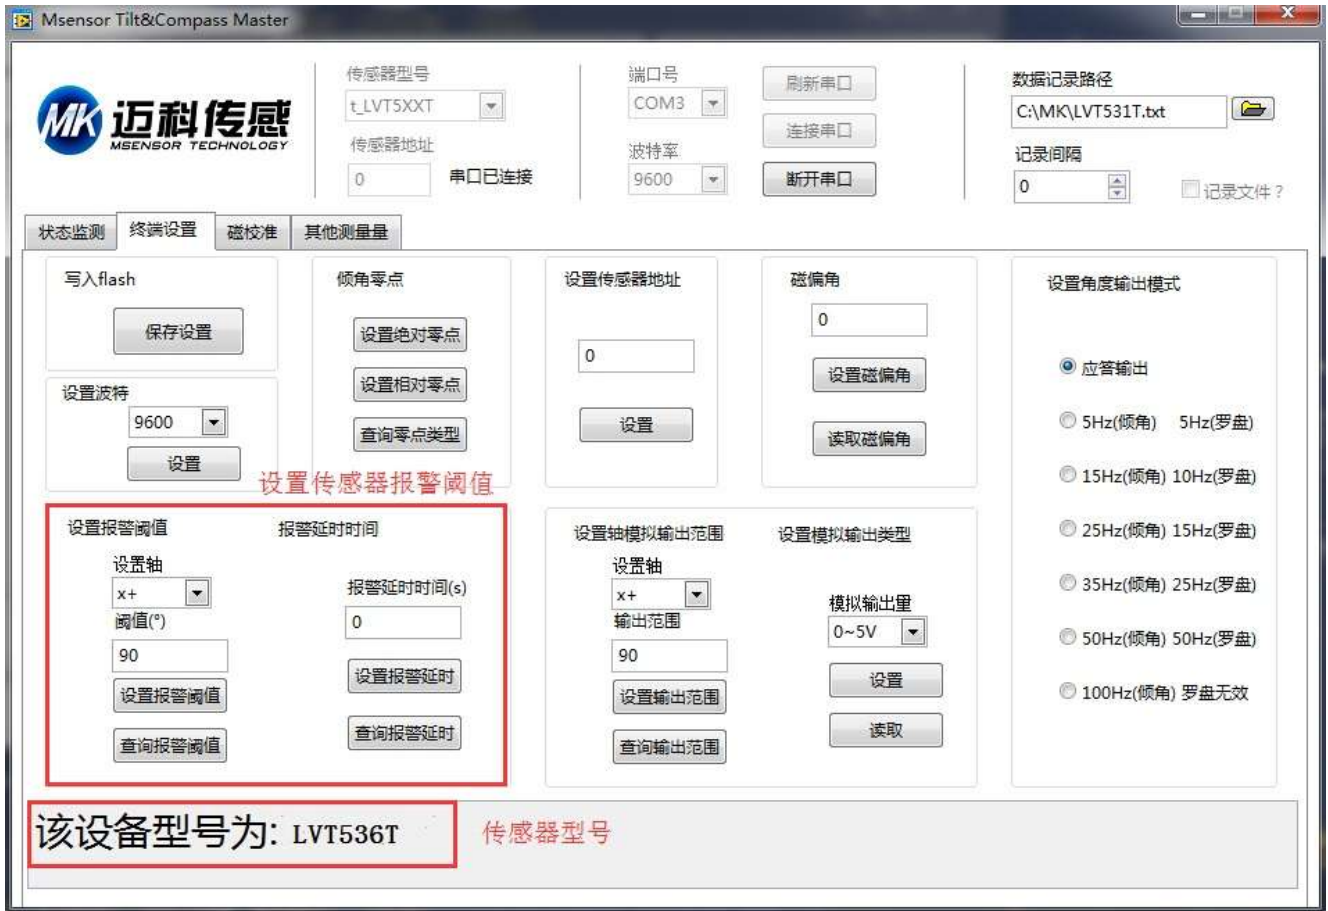 Msensor Tilt&Compass Master
MK 迈科传感
MSENSOR TECHNOLOGY
传感器型号
t_LVT5XXT
传感器地址
0
串口已连接
端口号
COM3
波特率
9600
刷新串口
连接串口
断开串口
数据记录路径
C:\MK\LVT531T.txt
记录间隔
0
记录文件？
状态监测 终端设置 磁校准 其他测量量
写入flash
保存设置
设置波特
9600
设置
倾角零点
设置绝对零点
设置相对零点
查询零点类型
设置传感器地址
0
设置
磁偏角
0
设置磁偏角
读取磁偏角
设置角度输出模式
应答输出
5Hz(倾角) 5Hz(罗盘)
15Hz(倾角) 10Hz(罗盘)
25Hz(倾角) 15Hz(罗盘)
35Hz(倾角) 25Hz(罗盘)
50Hz(倾角) 50Hz(罗盘)
100Hz(倾角) 罗盘无效
设置传感器报警阈值
设置报警阈值
设置轴
x+
阈值(°)
90
设置报警阈值
查询报警阈值
报警延时时间
报警延时时间(s)
0
设置报警延时
查询报警延时
设置轴模拟输出范围
设置轴
x+
输出范围
90
设置输出范围
查询输出范围
设置模拟输出类型
模拟输出量
0~5V
设置
读取
该设备型号为: LVT536T
传感器型号